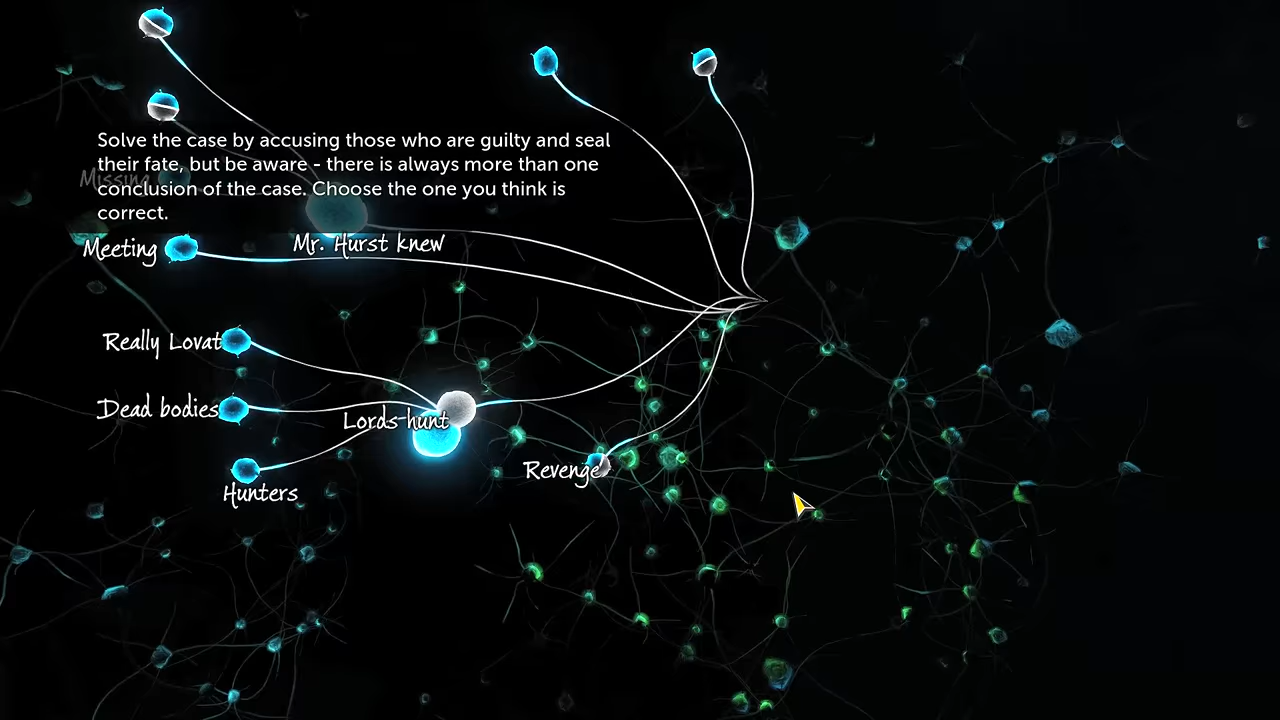 Solve the case by accusing those who are guilty and seal
their fate, but be aware - there is always more than one
conclusion of the case. Choose the one you think is
correct.
Missing
Meeting
Mr. Hurst knew
Really Lovat
Dead bodies
Lords hunt
Revenge
Hunters